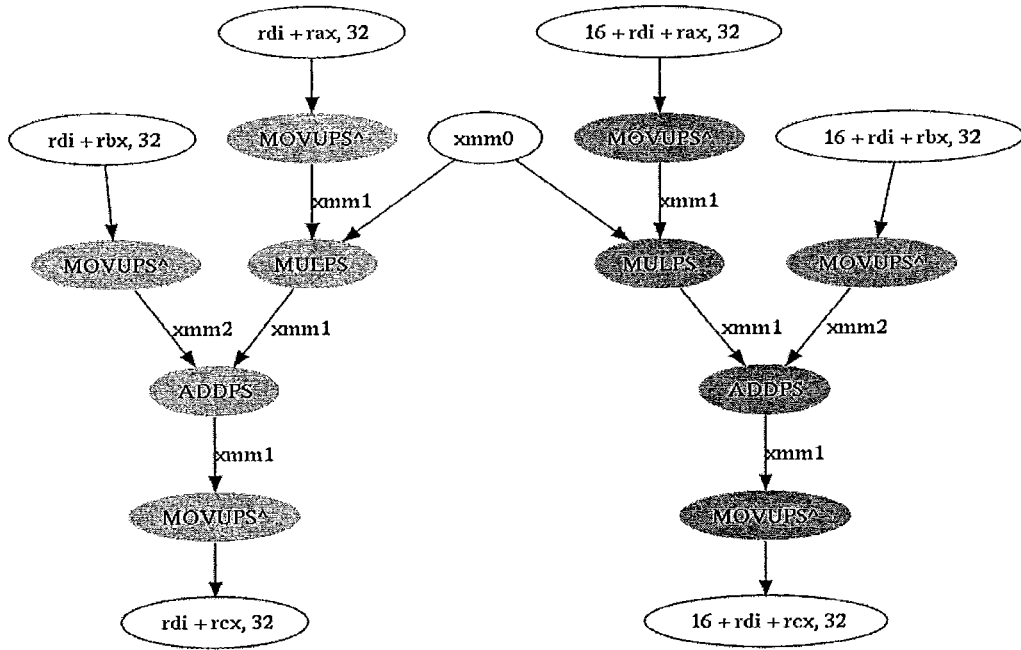 rdi + rax, 32
16 + rdi + rax, 32
rdi + rbx, 32
MOVUPS^
xmm0
MOVUPS^
16 + rdi + rbx, 32
xmm1
xmm1
MOVUPS^
MULPS
MULPS
MOVUPS^
xmm2
xmm1
xmm1
xmm2
ADDPS
ADDPS
xmm1
xmm1
MOVUPS^
MOVUPS^
rdi + rcx, 32
16 + rdi + rcx, 32